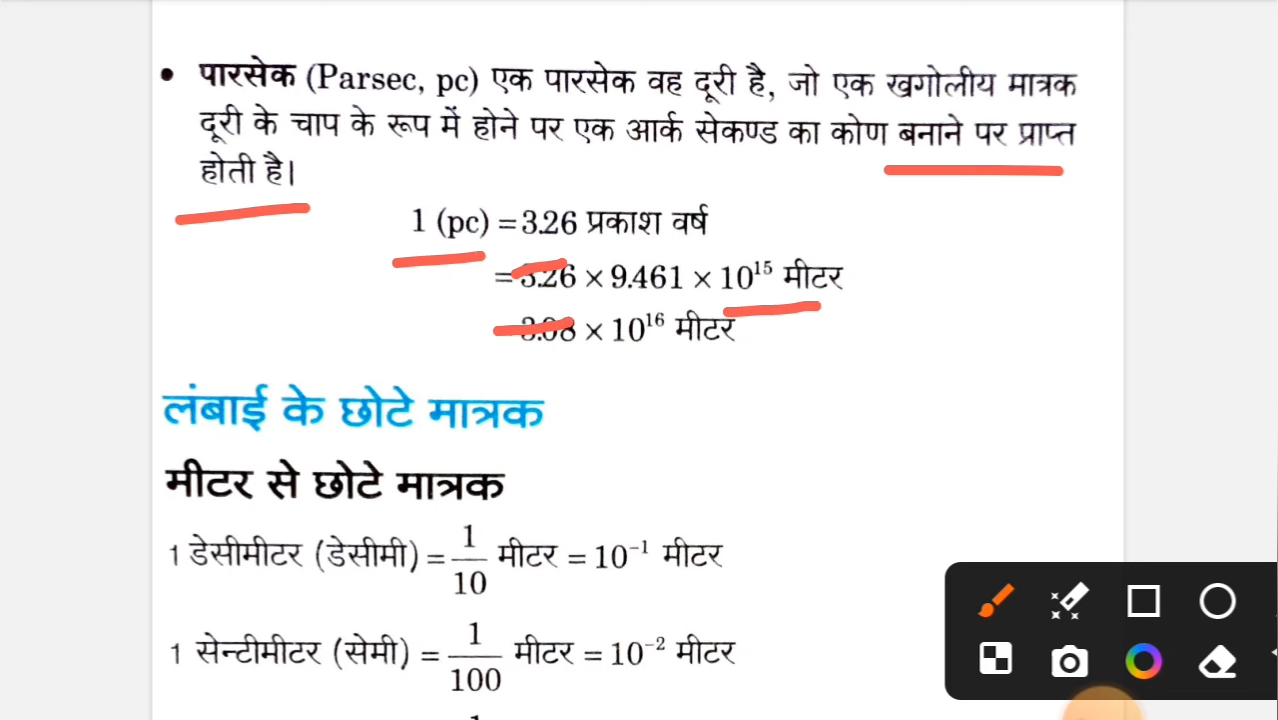 • पारसेक (Parsec, pc) एक पारसेक वह दूरी है, जो एक खगोलीय मात्रक
दूरी के चाप के रूप में होने पर एक आर्क सेकण्ड का कोण बनाने पर प्राप्त
होती है।
1 (pc) = 3.26 प्रकाश वर्ष
= 3.26 × 9.461 × 10¹⁵ मीटर
3.08 × 10¹⁶ मीटर
लंबाई के छोटे मात्रक
मीटर से छोटे मात्रक
1 डेसीमीटर (डेसीमी) = 1/10 मीटर = 10⁻¹ मीटर
1 सेन्टीमीटर (सेमी) = 1/100 मीटर = 10⁻² मीटर